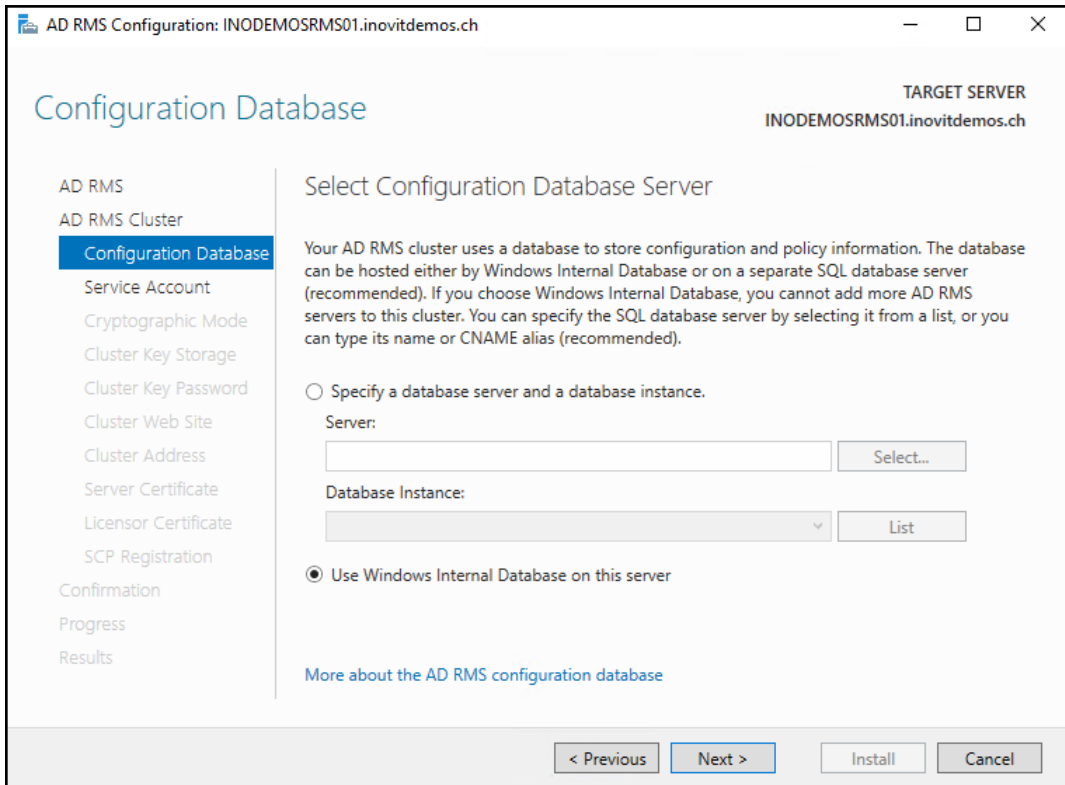 AD RMS Configuration: INODEMOSRMS01.inovitdemos.ch
Configuration Database
TARGET SERVER
INODEMOSRMS01.inovitdemos.ch
AD RMS
AD RMS Cluster
Configuration Database
Service Account
Cryptographic Mode
Cluster Key Storage
Cluster Key Password
Cluster Web Site
Cluster Address
Server Certificate
Licensor Certificate
SCP Registration
Confirmation
Progress
Results
Select Configuration Database Server
Your AD RMS cluster uses a database to store configuration and policy information. The database
can be hosted either by Windows Internal Database or on a separate SQL database server
(recommended). If you choose Windows Internal Database, you cannot add more AD RMS
servers to this cluster. You can specify the SQL database server by selecting it from a list, or you
can type its name or CNAME alias (recommended).
Specify a database server and a database instance.
Server:
Select...
Database Instance:
List
Use Windows Internal Database on this server
More about the AD RMS configuration database
< Previous
Next >
Install
Cancel